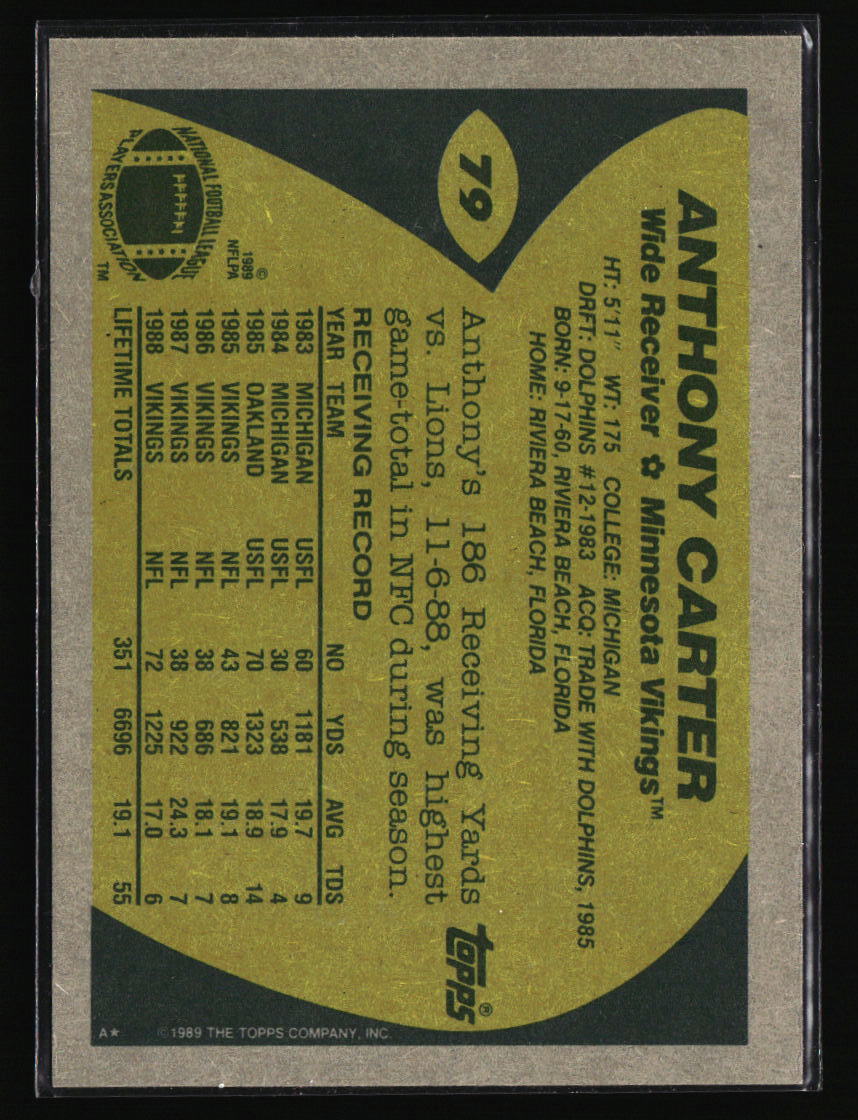 79
ANTHONY CARTER
Wide Receiver ✿ Minnesota Vikings™
HT: 5'11" WT: 175 COLLEGE: MICHIGAN
DRFT: DOLPHINS #12-1983 ACQ: TRADE WITH DOLPHINS, 1985
BORN: 9-17-60, RIVIERA BEACH, FLORIDA
HOME: RIVIERA BEACH, FLORIDA
Anthony's 186 Receiving Yards
vs. Lions, 11-6-88, was highest
game-total in NFC during season.
topps®
RECEIVING RECORD
YEAR TEAM NO YDS AVG TDS
1983 MICHIGAN USFL 60 1181 19.7 9
1984 MICHIGAN USFL 30 538 17.9 4
1985 OAKLAND USFL 70 1323 18.9 14
1985 VIKINGS NFL 43 821 19.1 8
1986 VIKINGS NFL 38 686 18.1 7
1987 VIKINGS NFL 38 922 24.3 7
1988 VIKINGS NFL 72 1225 17.0 6
LIFETIME TOTALS 351 6696 19.1 55
©
1989
NFLPA
NATIONAL FOOTBALL LEAGUE
PLAYERS ASSOCIATION
TM
©1989 THE TOPPS COMPANY, INC.
A★